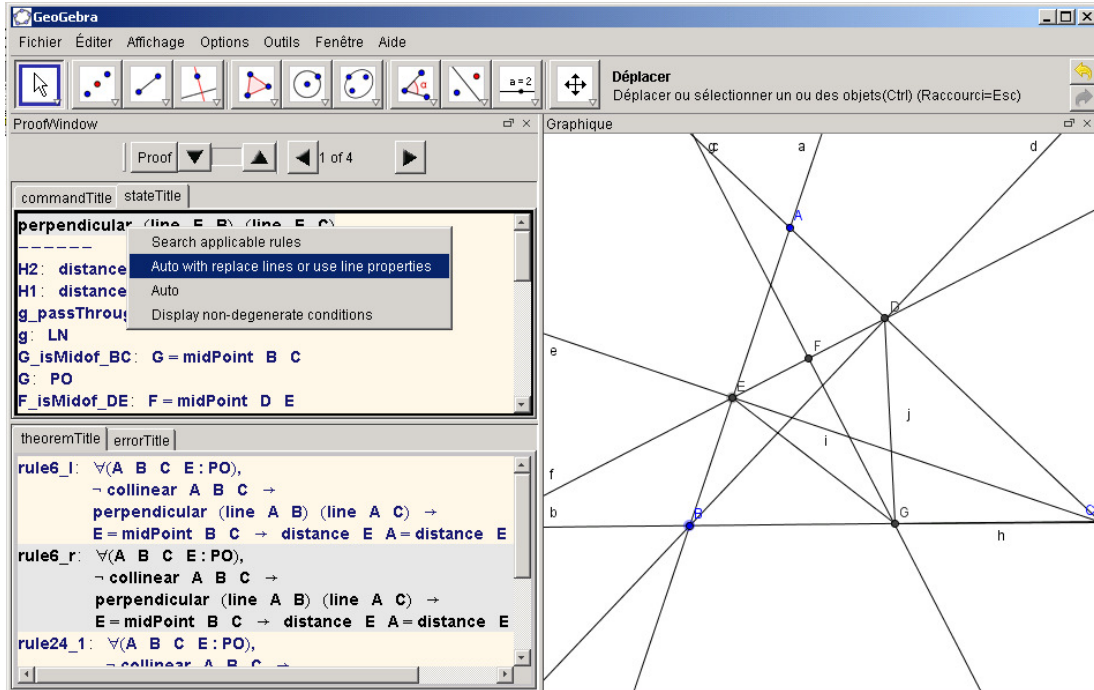 GeoGebra
Fichier Éditer Affichage Options Outils Fenêtre Aide
a = 2
Déplacer
Déplacer ou sélectionner un ou des objets(Ctrl) (Raccourci=Esc)
ProofWindow
Proof 1 of 4
commandTitle stateTitle
perpendicular (line E B) (line E C)
------
H2: distance
H1: distance
g_passThroug
g: LN
G_isMidof_BC: G = midPoint B C
G: PO
F_isMidof_DE: F = midPoint D E
Search applicable rules
Auto with replace lines or use line properties
Auto
Display non-degenerate conditions
theoremTitle errorTitle
rule6_l: ∀(A B C E : PO),
¬ collinear A B C →
perpendicular (line A B) (line A C) →
E = midPoint B C → distance E A = distance E
rule6_r: ∀(A B C E : PO),
¬ collinear A B C →
perpendicular (line A B) (line A C) →
E = midPoint B C → distance E A = distance E
rule24_1: ∀(A B C E : PO),
¬ collinear A B C →
Graphique
g c a d
A
D
e F
E
j
i
f
b B G C
h